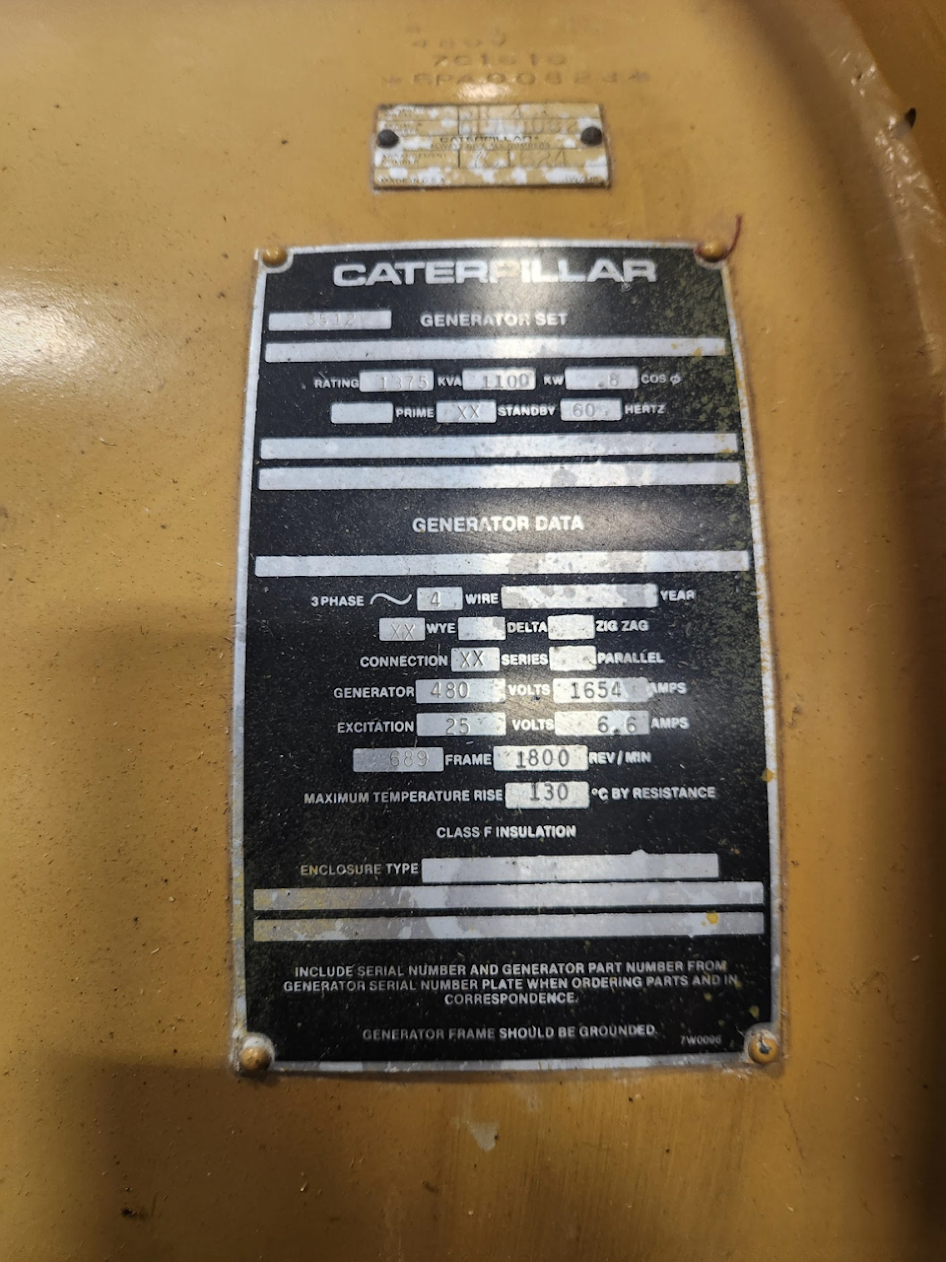 480V
7C1610
CATERPILLAR
CATERPILLAR
3512 GENERATOR SET
RATING 1375 KVA 1100 KW .8 COS ϕ
PRIME XX STANDBY 60 HERTZ
GENERATOR DATA
3 PHASE 4 WIRE YEAR
XX WYE DELTA ZIG ZAG
CONNECTION XX SERIES PARALLEL
GENERATOR 480 VOLTS 1654 AMPS
EXCITATION 25 VOLTS 6.6 AMPS
689 FRAME 1800 REV/MIN
MAXIMUM TEMPERATURE RISE 130 °C BY RESISTANCE
CLASS F INSULATION
ENCLOSURE TYPE
INCLUDE SERIAL NUMBER AND GENERATOR PART NUMBER FROM
GENERATOR SERIAL NUMBER PLATE WHEN ORDERING PARTS AND IN
CORRESPONDENCE.
GENERATOR FRAME SHOULD BE GROUNDED.
7W0096